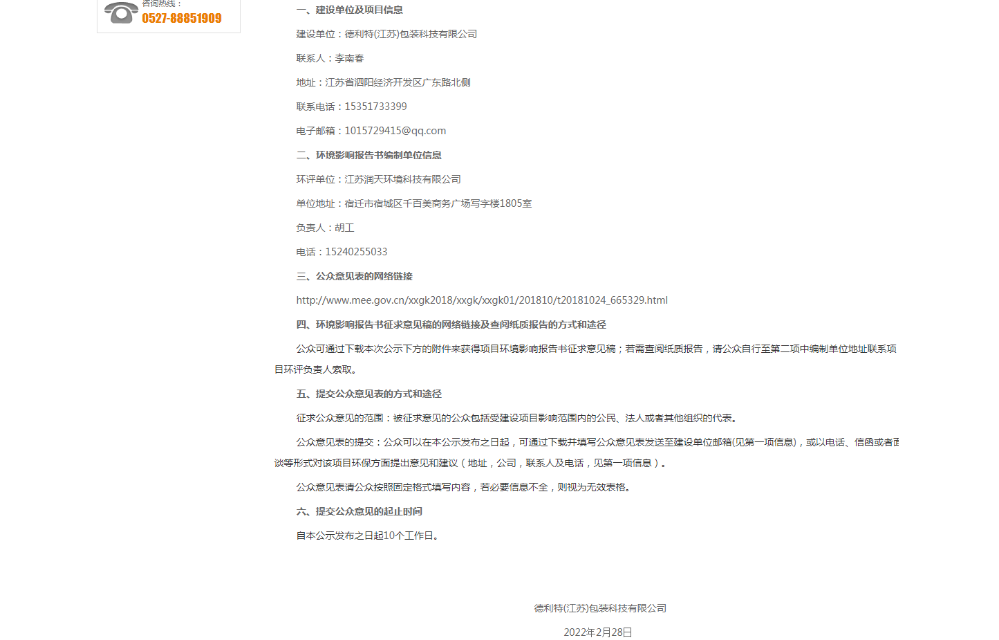 咨询热线：
0527-88851909
一、建设单位及项目信息
建设单位：德利特(江苏)包装科技有限公司
联系人：李南春
地址：江苏省泗阳经济开发区广东路北侧
联系电话：15351733399
电子邮箱：1015729415@qq.com
二、环境影响报告书编制单位信息
环评单位：江苏润天环境科技有限公司
单位地址：宿迁市宿城区千百美商务广场写字楼1805室
负责人：胡工
电话：15240255033
三、公众意见表的网络链接
http://www.mee.gov.cn/xxgk2018/xxgk/xxgk01/201810/t20181024_665329.html
四、环境影响报告书征求意见稿的网络链接及查阅纸质报告的方式和途径
公众可通过下载本次公示下方的附件来获得项目环境影响报告书征求意见稿；若需查阅纸质报告，请公众自行至第二项中编制单位地址联系项
目环评负责人索取。
五、提交公众意见表的方式和途径
征求公众意见的范围：被征求意见的公众包括受建设项目影响范围内的公民、法人或者其他组织的代表。
公众意见表的提交：公众可以在本公示发布之日起，可通过下载并填写公众意见表发送至建设单位邮箱(见第一项信息)，或以电话、信函或者面
谈等形式对该项目环保方面提出意见和建议（地址，公司，联系人及电话，见第一项信息）。
公众意见表请公众按照固定格式填写内容，若必要信息不全，则视为无效表格。
六、提交公众意见的起止时间
自本公示发布之日起10个工作日。
德利特(江苏)包装科技有限公司
2022年2月28日